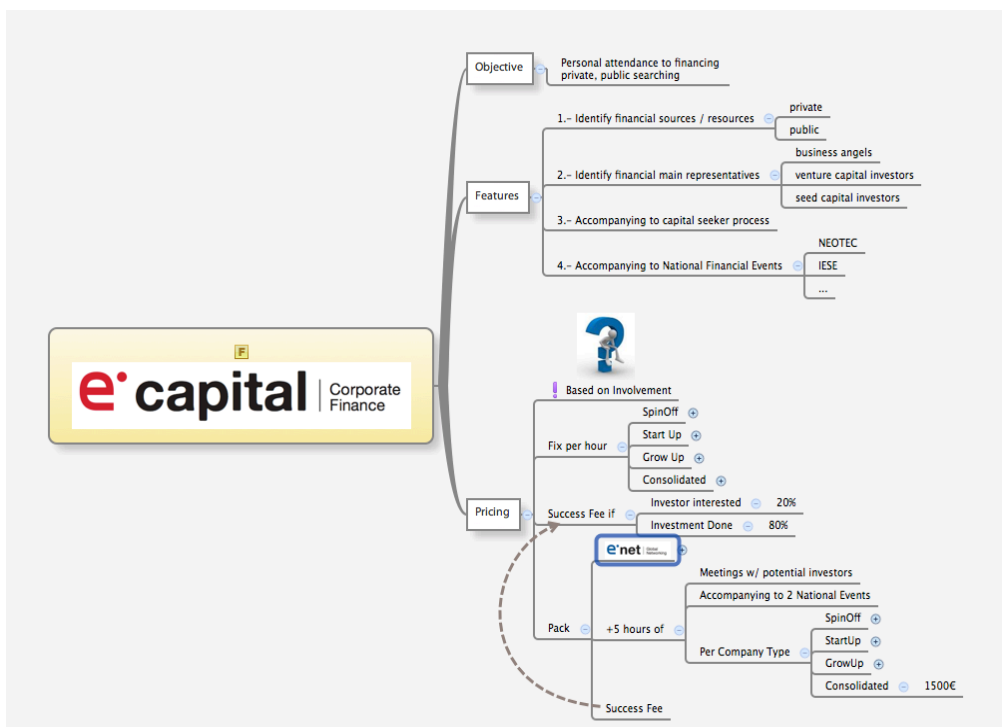 Objective
Personal attendance to financing
private, public searching
Features
1.- Identify financial sources / resources
private
public
2.- Identify financial main representatives
business angels
venture capital investors
seed capital investors
3.- Accompanying to capital seeker process
4.- Accompanying to National Financial Events
NEOTEC
IESE
...
F
e capital
Corporate
Finance
Pricing
?
! Based on Involvement
Fix per hour
SpinOff
Start Up
Grow Up
Consolidated
Success Fee if
Investor interested 20%
Investment Done 80%
Pack
e net
Global
Networking
+5 hours of
Meetings w/ potential investors
Accompanying to 2 National Events
Per Company Type
SpinOff
StartUp
GrowUp
Consolidated 1500€
Success Fee